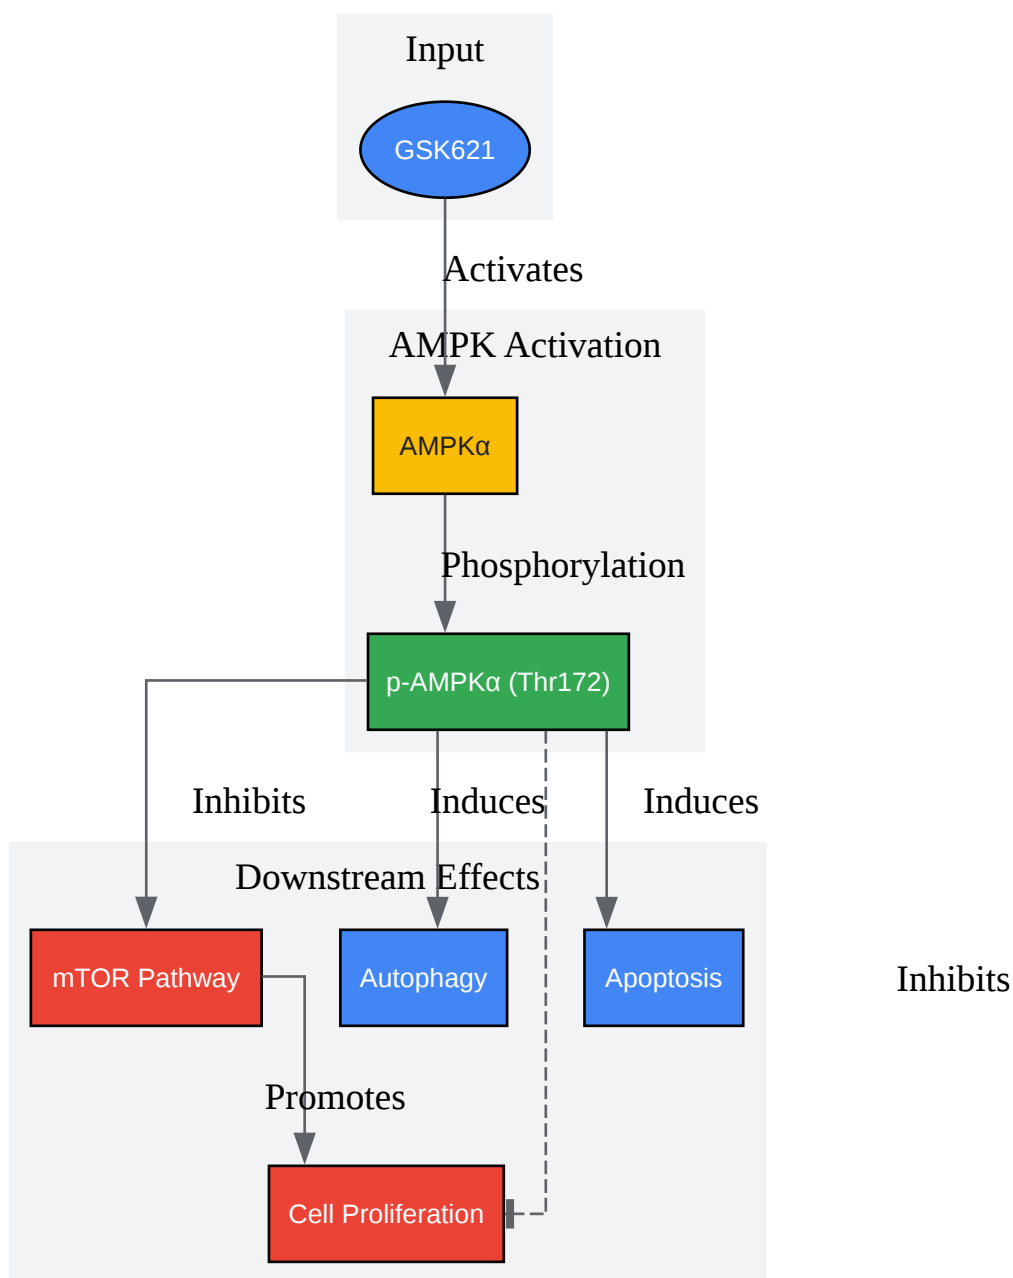 Input
GSK621
Activates
AMPK Activation
AMPKα
Phosphorylation
p-AMPKα (Thr172)
Inhibits
Induces
Induces
Downstream Effects
mTOR Pathway
Autophagy
Apoptosis
Inhibits
Promotes
Cell Proliferation